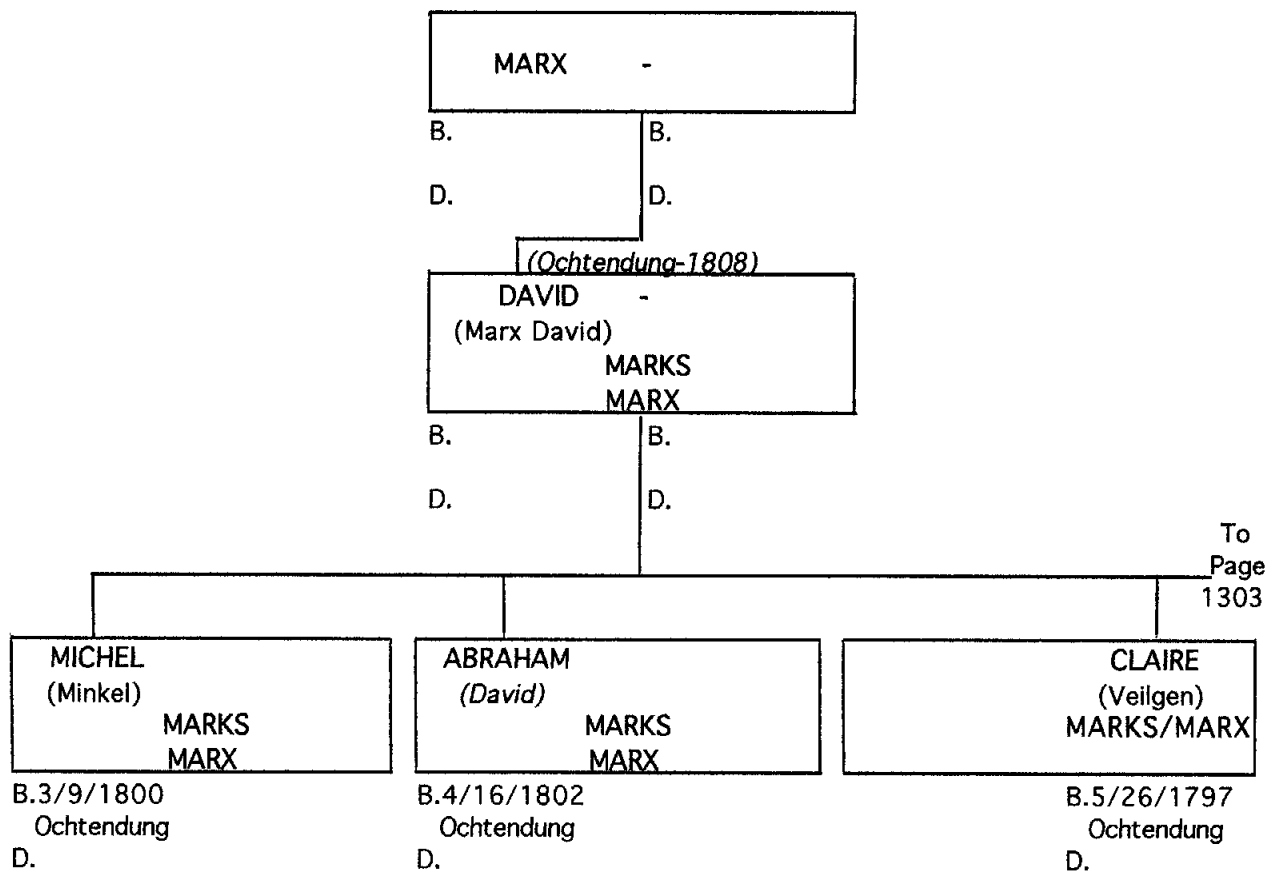 MARX -
B. B.
D. D.
(Ochtendung-1808)
DAVID -
(Marx David)
MARKS
MARX
B. B.
D. D.
To
Page
1303
MICHEL
(Minkel)
MARKS
MARX
B.3/9/1800
Ochtendung
D.
ABRAHAM
(David)
MARKS
MARX
B.4/16/1802
Ochtendung
D.
CLAIRE
(Veilgen)
MARKS/MARX
B.5/26/1797
Ochtendung
D.